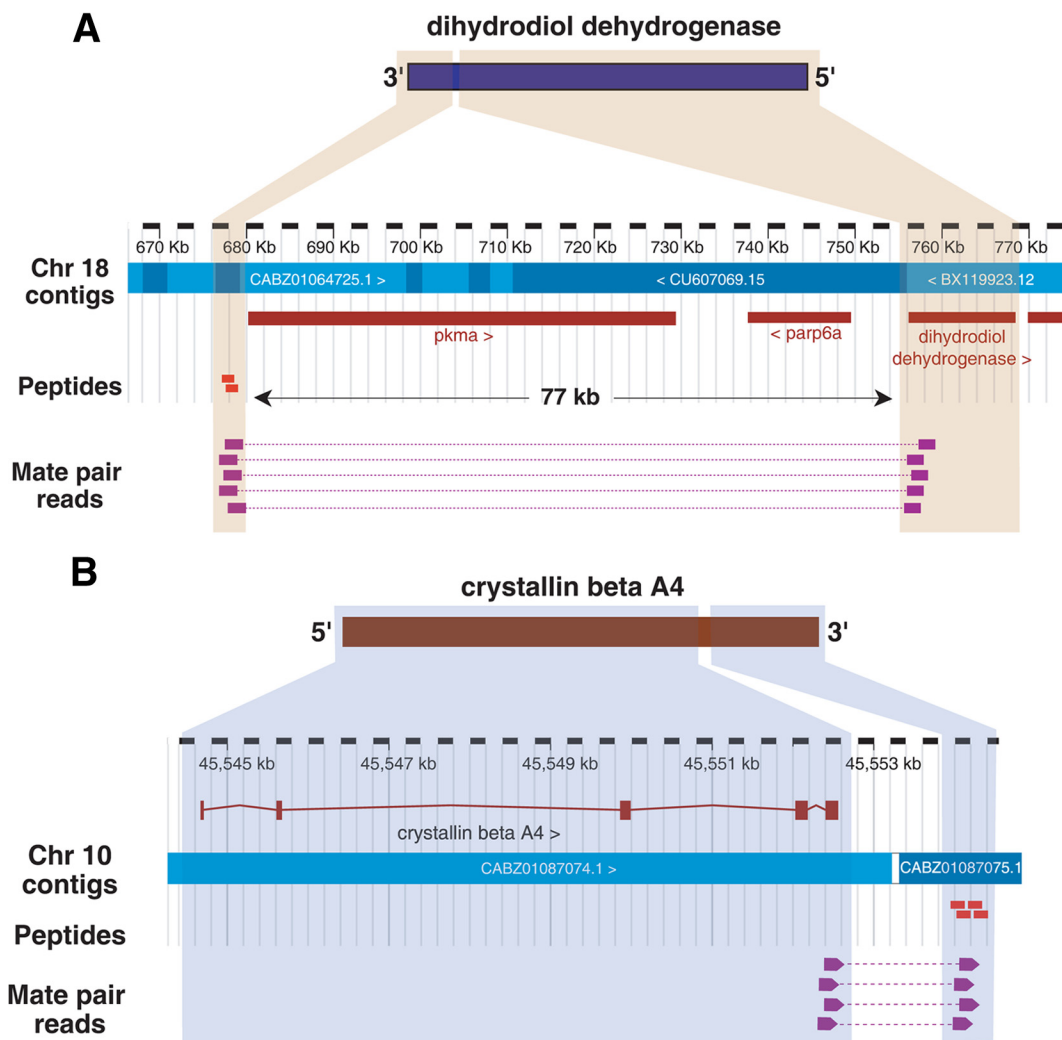 A
dihydrodiol dehydrogenase
3'
5'
670 Kb
680 Kb
690 Kb
700 Kb
710 Kb
720 Kb
730 Kb
740 Kb
750 Kb
760 Kb
770 Kb
Chr 18
contigs
CABZ01064725.1 >
< CU607069.15
< BX119923.12
pkma >
< parp6a
dihydrodiol
dehydrogenase >
Peptides
77 kb
Mate pair
reads
B
crystallin beta A4
5'
3'
45,545 kb
45,547 kb
45,549 kb
45,551 kb
45,553 kb
crystallin beta A4 >
Chr 10
contigs
CABZ01087074.1 >
CABZ01087075.1
Peptides
Mate pair
reads